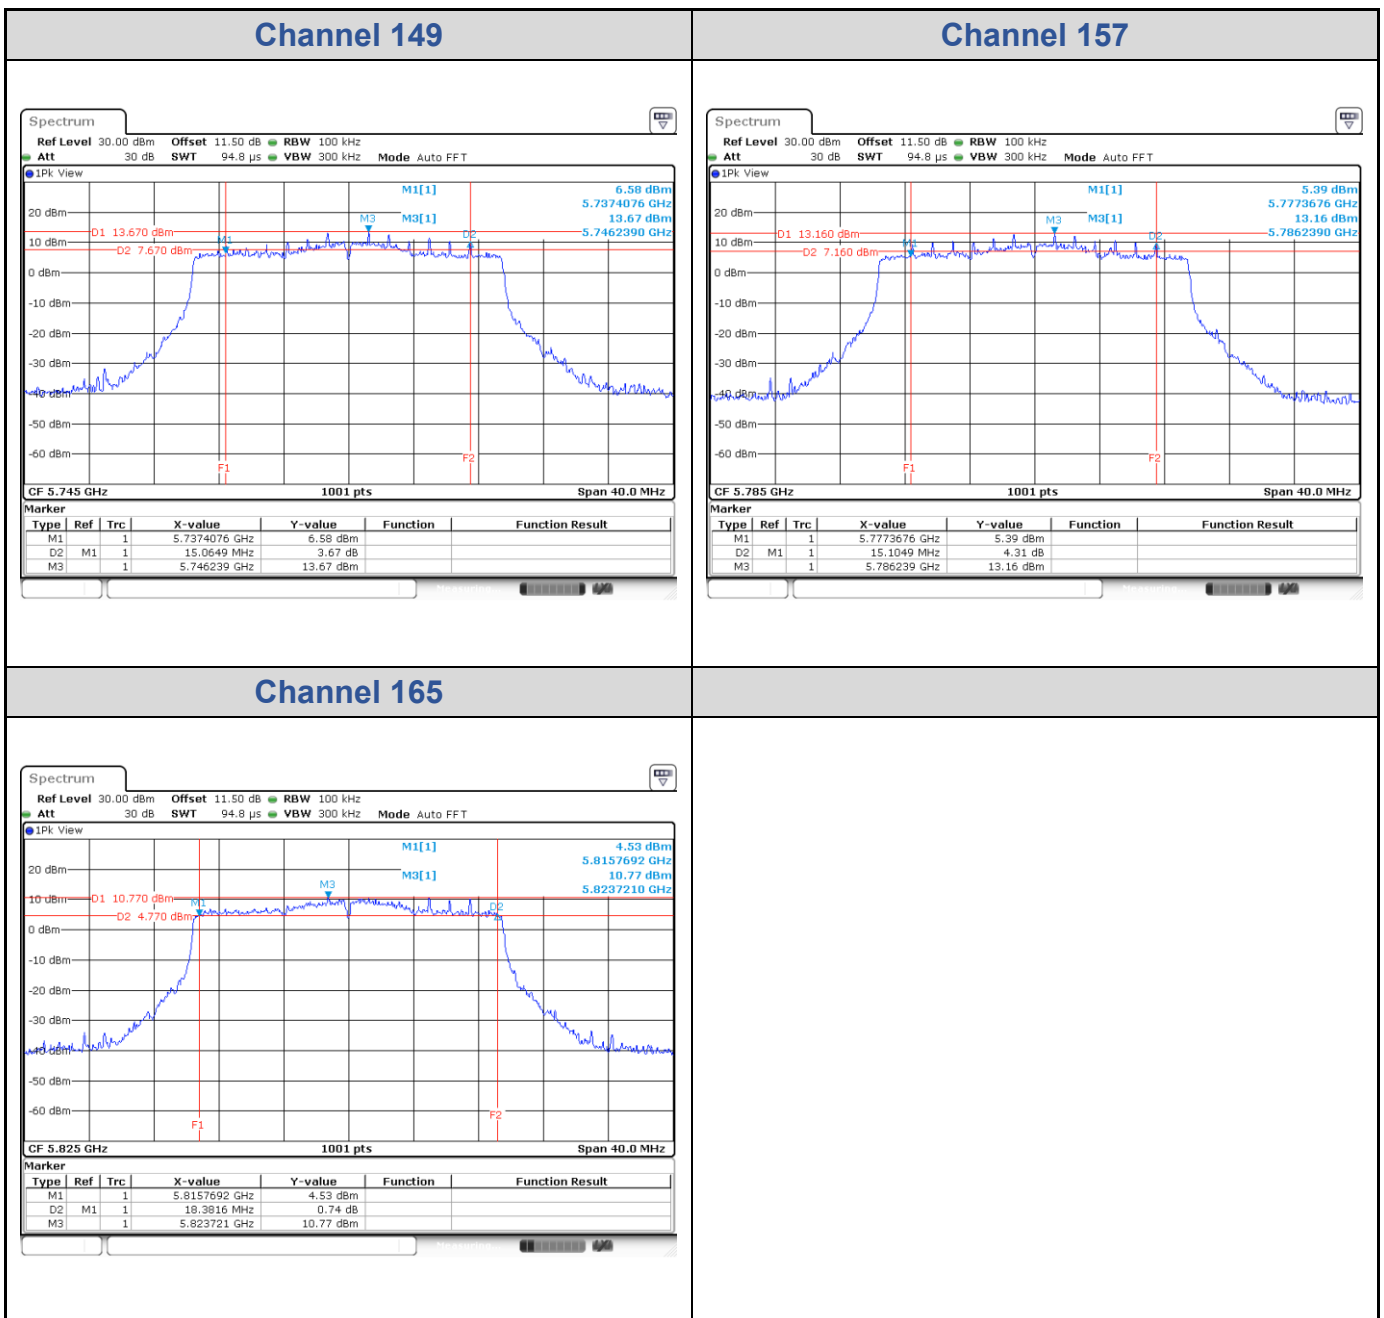 Channel 149
Spectrum
Ref Level 30.00 dBm Offset 11.50 dB RBW 100 kHz
Att 30 dB SWT 94.8 µs VBW 300 kHz Mode Auto FFT
1Pk View
M1[1] 6.58 dBm
5.7374076 GHz
M3[1] 13.67 dBm
5.7462390 GHz
20 dBm
M3
D1 13.670 dBm
M1
D2
10 dBm
D2 7.670 dBm
0 dBm
-10 dBm
-20 dBm
-30 dBm
-40 dBm
-50 dBm
-60 dBm
F1
F2
CF 5.745 GHz 1001 pts Span 40.0 MHz
Marker
Type Ref Trc X-value Y-value Function Function Result
M1 1 5.7374076 GHz 6.58 dBm
D2 M1 1 15.0649 MHz 3.67 dB
M3 1 5.746239 GHz 13.67 dBm
Channel 157
Spectrum
Ref Level 30.00 dBm Offset 11.50 dB RBW 100 kHz
Att 30 dB SWT 94.8 µs VBW 300 kHz Mode Auto FFT
1Pk View
M1[1] 5.39 dBm
5.7773676 GHz
M3[1] 13.16 dBm
5.7862390 GHz
20 dBm
M3
D1 13.160 dBm
M1
D2
10 dBm
D2 7.160 dBm
0 dBm
-10 dBm
-20 dBm
-30 dBm
-40 dBm
-50 dBm
-60 dBm
F1
F2
CF 5.785 GHz 1001 pts Span 40.0 MHz
Marker
Type Ref Trc X-value Y-value Function Function Result
M1 1 5.7773676 GHz 5.39 dBm
D2 M1 1 15.1049 MHz 4.31 dB
M3 1 5.786239 GHz 13.16 dBm
Channel 165
Spectrum
Ref Level 30.00 dBm Offset 11.50 dB RBW 100 kHz
Att 30 dB SWT 94.8 µs VBW 300 kHz Mode Auto FFT
1Pk View
M1[1] 4.53 dBm
5.8157692 GHz
M3[1] 10.77 dBm
5.8237210 GHz
20 dBm
M3
10 dBm
D1 10.770 dBm
M1
D2
D2 4.770 dBm
0 dBm
-10 dBm
-20 dBm
-30 dBm
-40 dBm
-50 dBm
-60 dBm
F1
F2
CF 5.825 GHz 1001 pts Span 40.0 MHz
Marker
Type Ref Trc X-value Y-value Function Function Result
M1 1 5.8157692 GHz 4.53 dBm
D2 M1 1 18.3816 MHz 0.74 dB
M3 1 5.823721 GHz 10.77 dBm